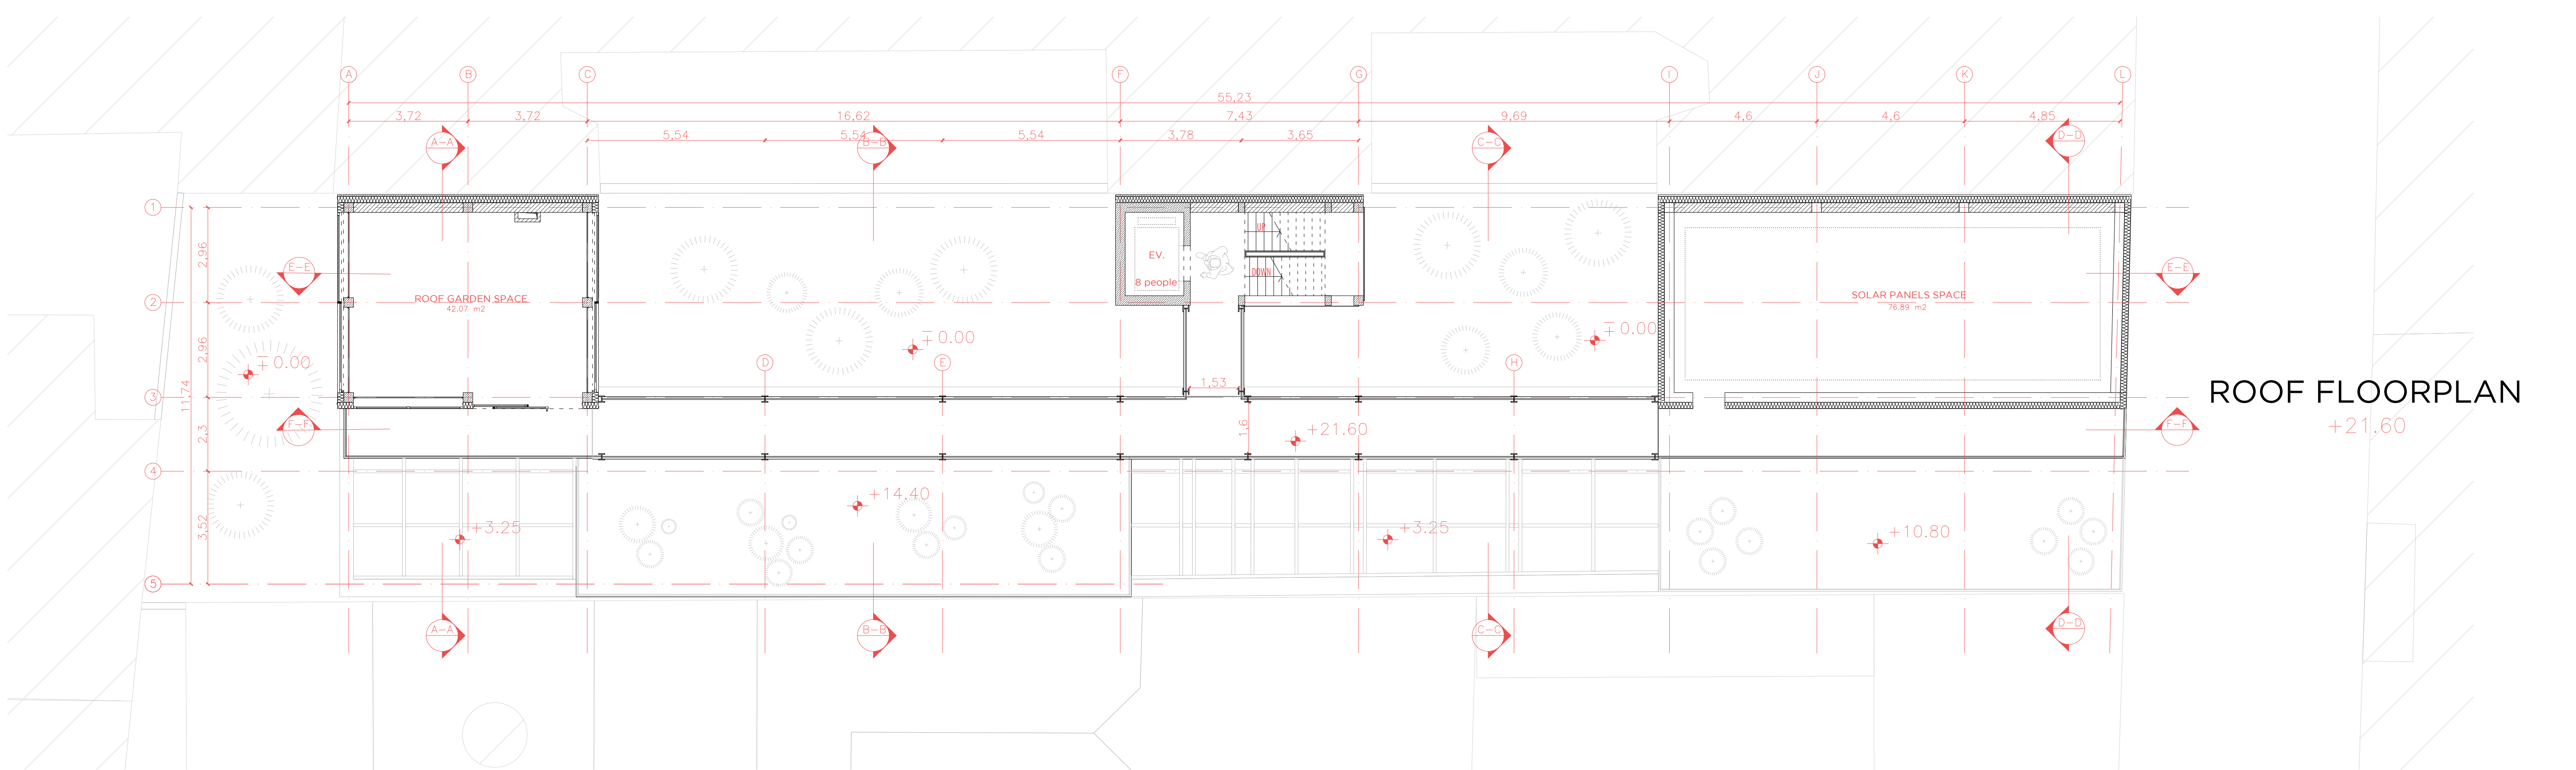 A B C F G I J K L
55,23
3,72 3,72 16,62 7,43 9,69 4,6 4,6 4,85
5,54 5,54 5,54 3,78 3,65
A-A B-B C-C D-D
1
2,96
UP
EV.
8 people
DOWN
E-E E-E
ROOF GARDEN SPACE
42.07 m2
SOLAR PANELS SPACE
76.89 m2
2
+0.00
+0.00
+0.00
2,96
11,74
D E H
1,53
3
ROOF FLOORPLAN
+21.60
F-F F-F
2,3
1,6
+21.60
4
+14.40
3,52
+3.25
+3.25
+10.80
5
A-A B-B C-C D-D